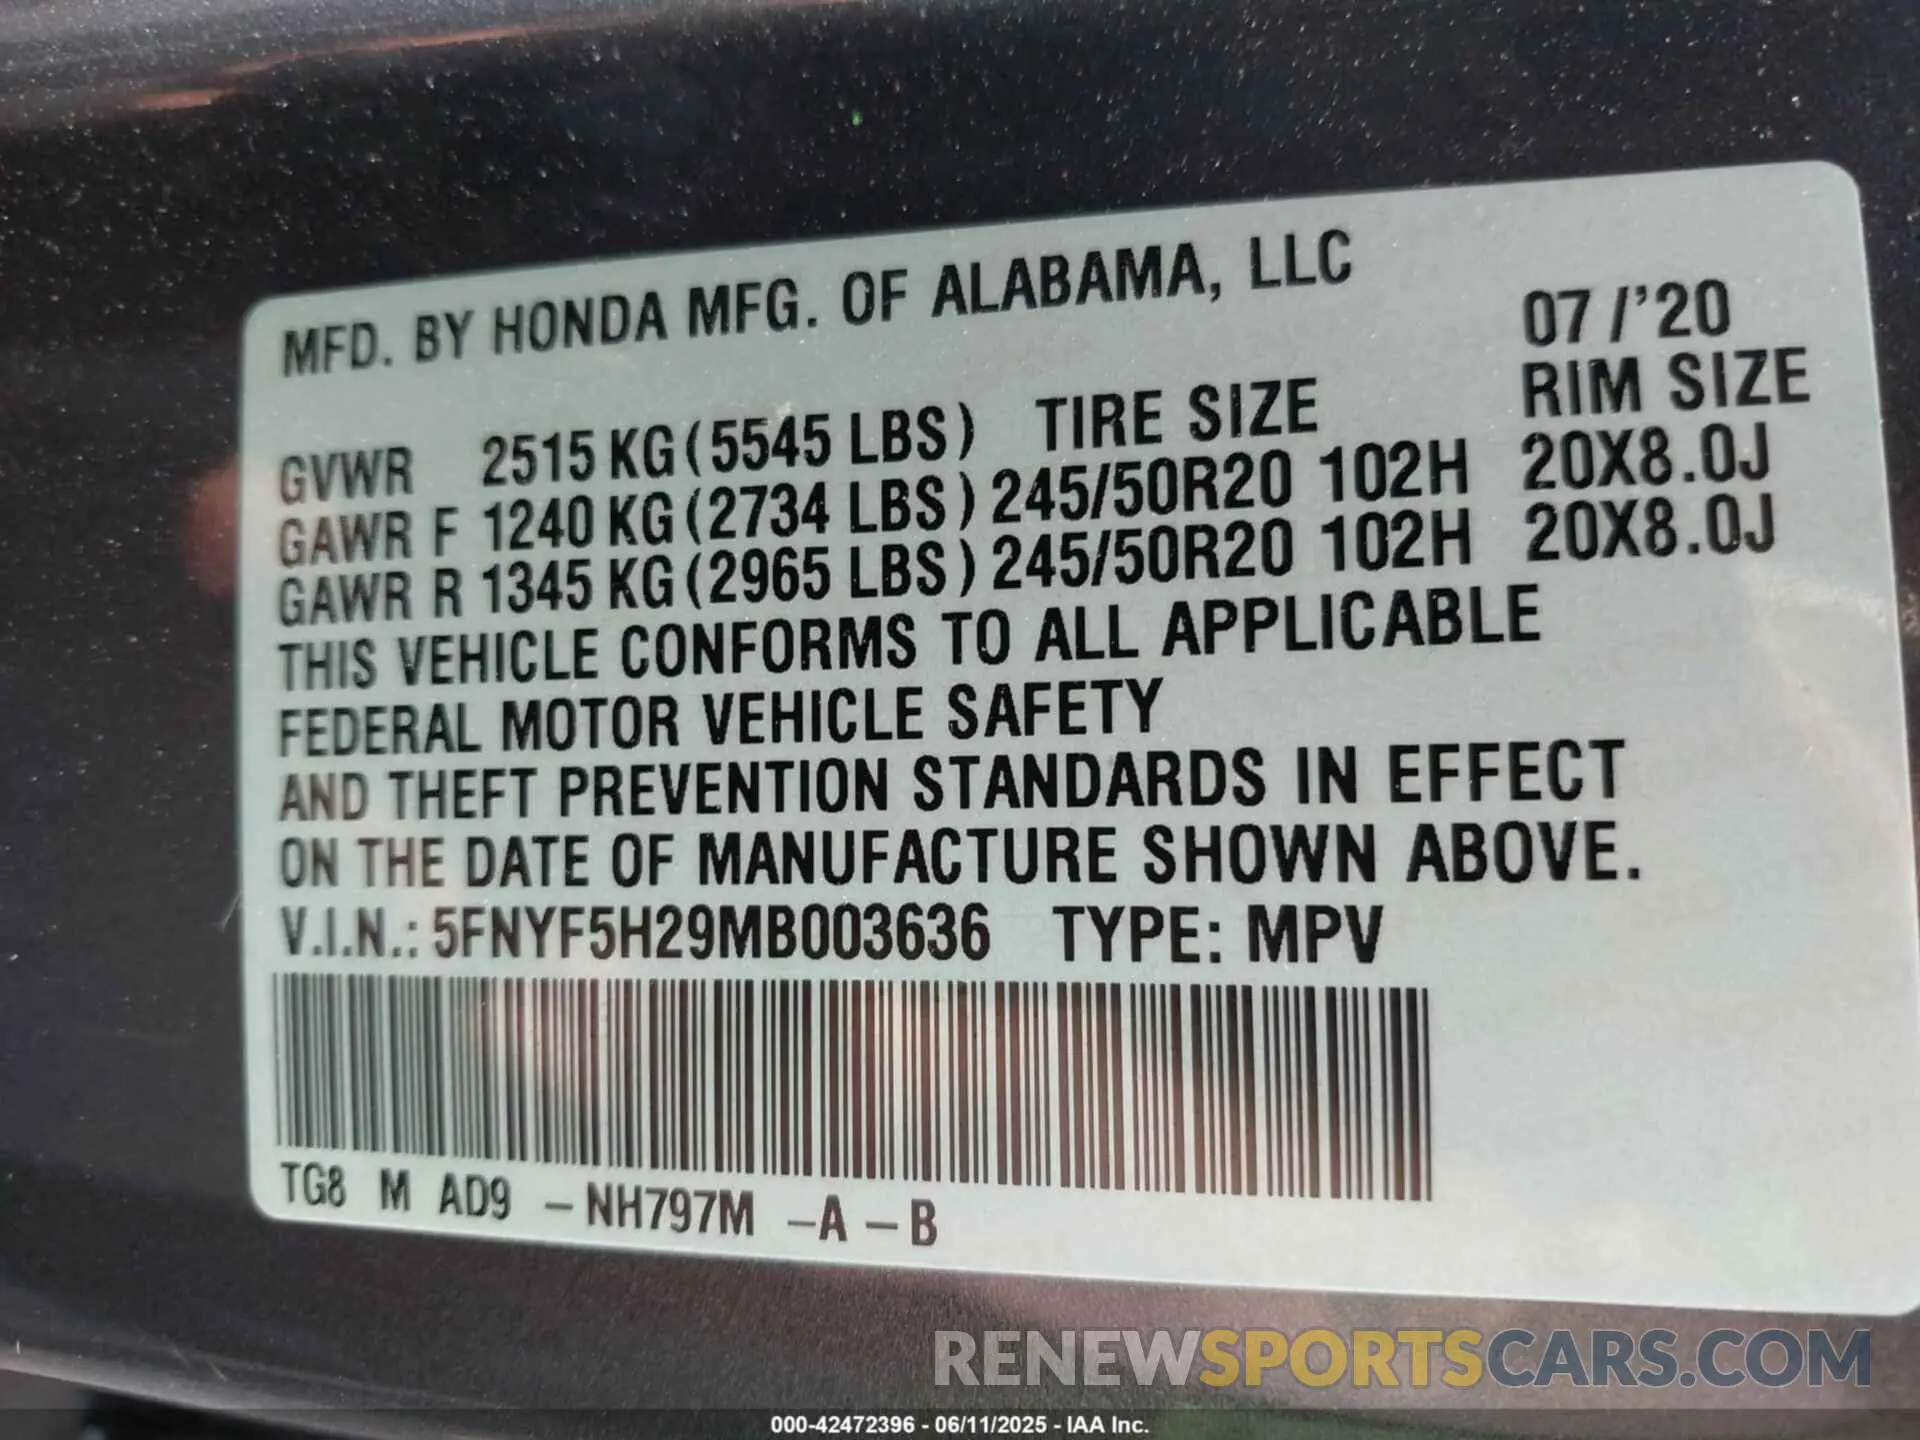 MFD. BY HONDA MFG. OF ALABAMA, LLC
07 /'20
GVWR 2515 KG (5545 LBS) TIRE SIZE RIM SIZE
GAWR F 1240 KG (2734 LBS) 245/50R20 102H 20X8.0J
GAWR R 1345 KG (2965 LBS) 245/50R20 102H 20X8.0J
THIS VEHICLE CONFORMS TO ALL APPLICABLE
FEDERAL MOTOR VEHICLE SAFETY
AND THEFT PREVENTION STANDARDS IN EFFECT
ON THE DATE OF MANUFACTURE SHOWN ABOVE.
V.I.N.: 5FNYF5H29MB003636 TYPE: MPV
TG8 M AD9 – NH797M –A – B
RENEWSPORTSCARS.COM
000-42472396 - 06/11/2025 - IAA Inc.